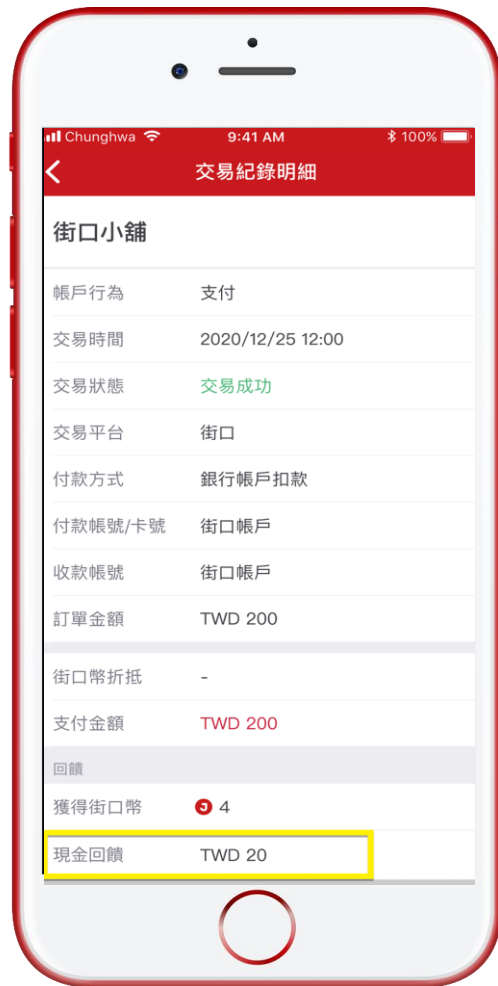 Chunghwa 9:41 AM 100%
交易紀錄明細
街口小舖
帳戶行為 支付
交易時間 2020/12/25 12:00
交易狀態 交易成功
交易平台 街口
付款方式 銀行帳戶扣款
付款帳號/卡號 街口帳戶
收款帳號 街口帳戶
訂單金額 TWD 200
街口幣折抵 -
支付金額 TWD 200
回饋
獲得街口幣 J 4
現金回饋 TWD 20